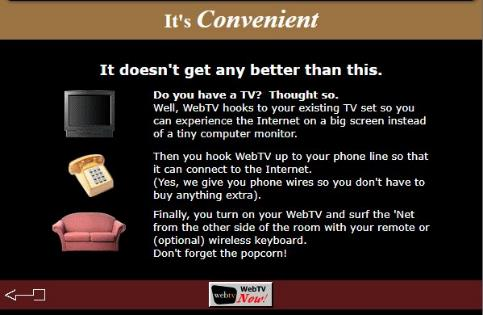 It's Convenient
It doesn't get any better than this.
Do you have a TV?  Thought so.
Well, WebTV hooks to your existing TV set so you
can experience the Internet on a big screen instead
of a tiny computer monitor.
Then you hook WebTV up to your phone line so that
it can connect to the Internet.
(Yes, we give you phone wires so you don't have to
buy anything extra).
Finally, you turn on your WebTV and surf the 'Net
from the other side of the room with your remote or
(optional) wireless keyboard.
Don't forget the popcorn!
webtv
WebTV
Now!